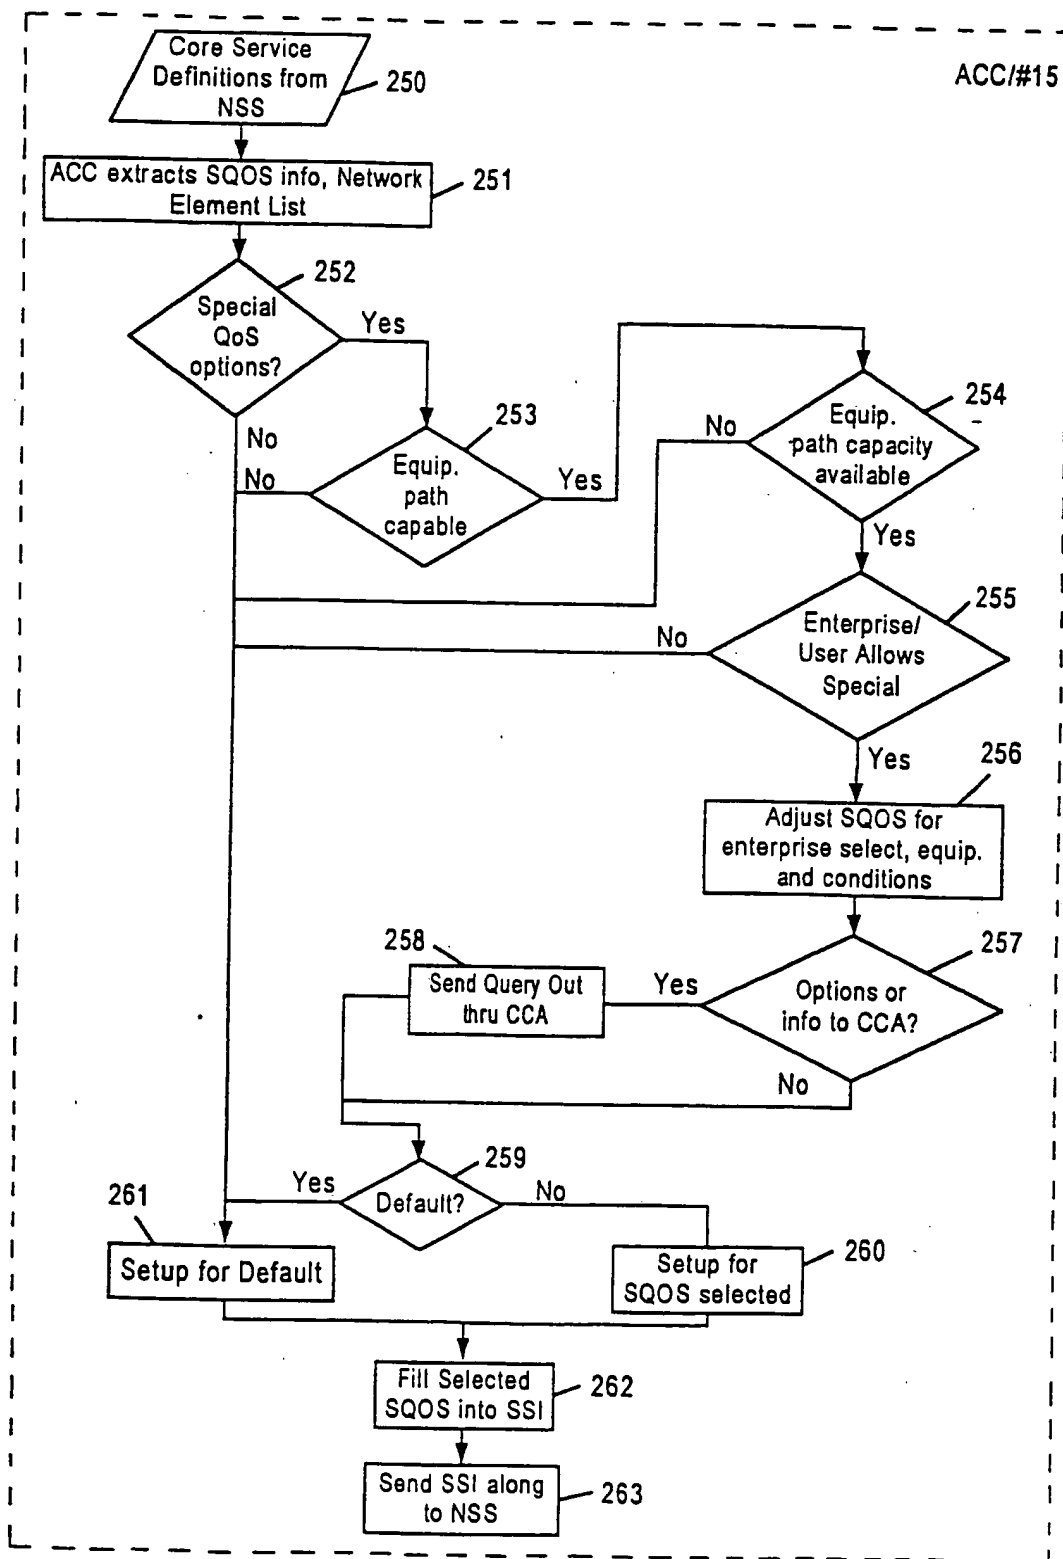 ACC/#15
Core Service
Definitions from
NSS
250
ACC extracts SQOS info, Network
Element List
251
252
Special
QoS
options?
Yes
No
253
Equip.
path
capable
No
Yes
254
Equip.
path capacity
available
No
Yes
255
Enterprise/
User Allows
Special
No
Yes
256
Adjust SQOS for
enterprise select, equip.
and conditions
257
Options or
info to CCA?
Yes
No
258
Send Query Out
thru CCA
259
Default?
Yes
No
261
Setup for Default
260
Setup for
SQOS selected
Fill Selected
SQOS into SSI
262
Send SSI along
to NSS
263